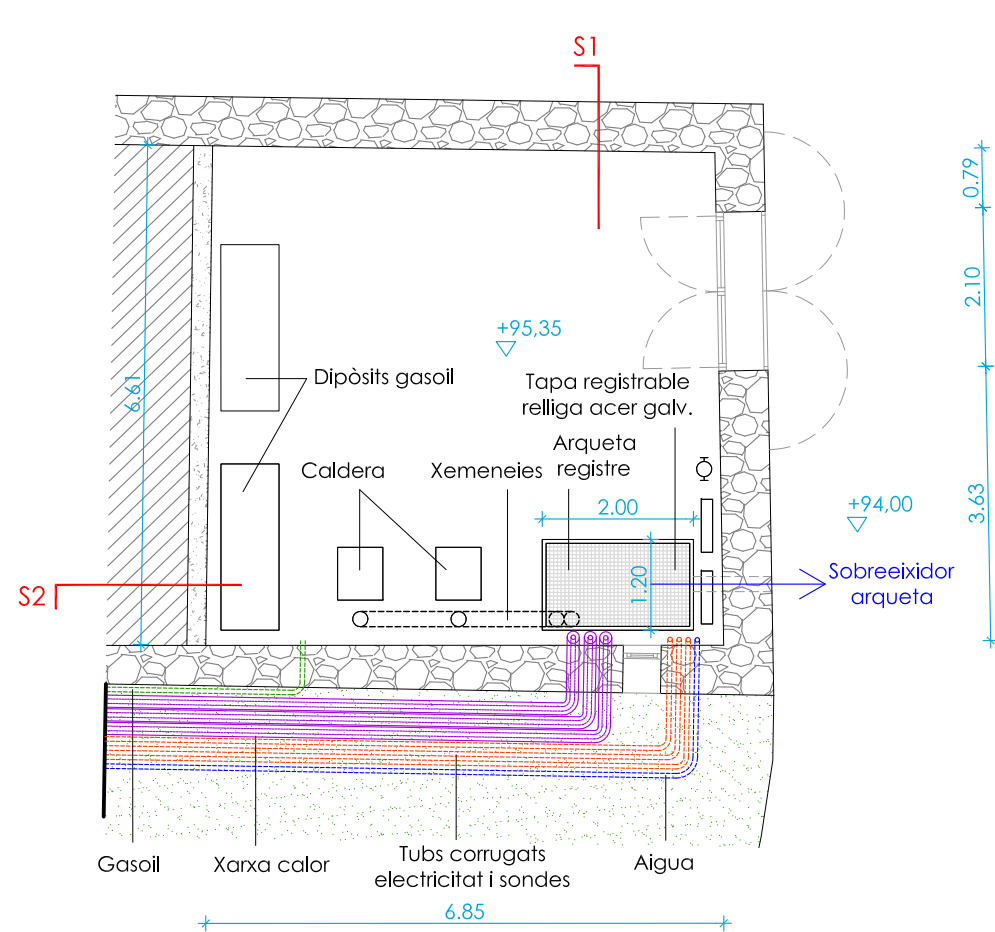 S1
0.79
2.10
+95,35
Dipòsits gasoil
Tapa registrable
relliga acer galv.
6.61
Arqueta
registre
Caldera
Xemeneies
2.00
+94,00
3.63
1.20
Sobreeixidor
arqueta
S2
Gasoil
Xarxa calor
Tubs corrugats
electricitat i sondes
Aigua
6.85